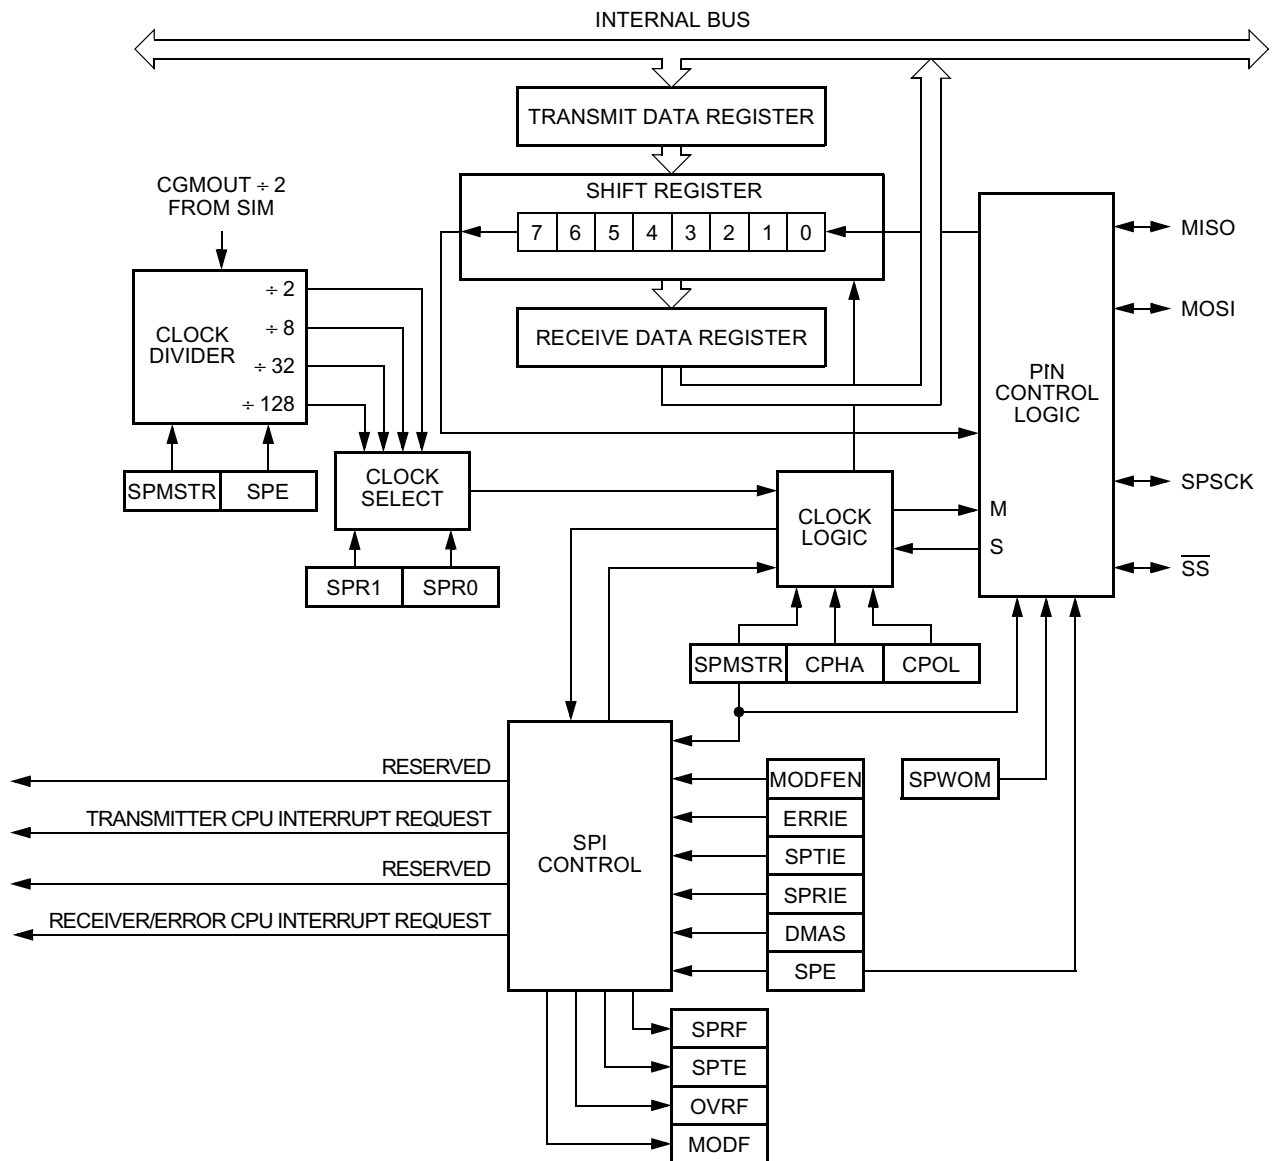 INTERNAL BUS
TRANSMIT DATA REGISTER
CGMOUT ÷ 2
FROM SIM
SHIFT REGISTER
7 6 5 4 3 2 1 0
MISO
÷ 2
CLOCK
DIVIDER
÷ 8
÷ 32
÷ 128
RECEIVE DATA REGISTER
MOSI
PIN
CONTROL
LOGIC
SPMSTR SPE
CLOCK
SELECT
SPSCK
CLOCK
LOGIC
M
S
SS
SPR1 SPR0
SPMSTR CPHA CPOL
RESERVED
TRANSMITTER CPU INTERRUPT REQUEST
RESERVED
RECEIVER/ERROR CPU INTERRUPT REQUEST
SPI
CONTROL
MODFEN
ERRIE
SPTIE
SPRIE
DMAS
SPE
SPWOM
SPRF
SPTE
OVRF
MODF